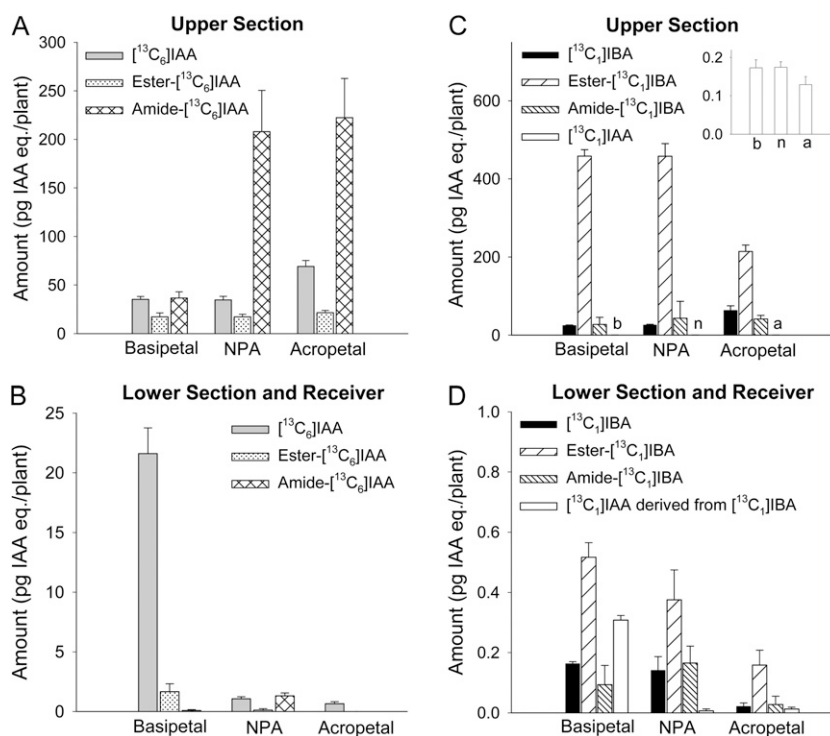 A
Upper Section
Amount (pg IAA eq./plant)
300
250
200
150
100
50
0
[¹³C₆]IAA
Ester-[¹³C₆]IAA
Amide-[¹³C₆]IAA
Basipetal NPA Acropetal
B
Lower Section and Receiver
Amount (pg IAA eq./plant)
25
20
15
10
5
0
[¹³C₆]IAA
Ester-[¹³C₆]IAA
Amide-[¹³C₆]IAA
Basipetal NPA Acropetal
C
Upper Section
Amount (pg IAA eq./plant)
600
400
200
0
[¹³C₁]IBA
Ester-[¹³C₁]IBA
Amide-[¹³C₁]IBA
[¹³C₁]IAA
0.2
0.1
0.0
b n a
b n a
Basipetal NPA Acropetal
D
Lower Section and Receiver
Amount (pg IAA eq./plant)
1.0
0.8
0.6
0.4
0.2
0.0
[¹³C₁]IBA
Ester-[¹³C₁]IBA
Amide-[¹³C₁]IBA
[¹³C₁]IAA derived from [¹³C₁]IBA
Basipetal NPA Acropetal